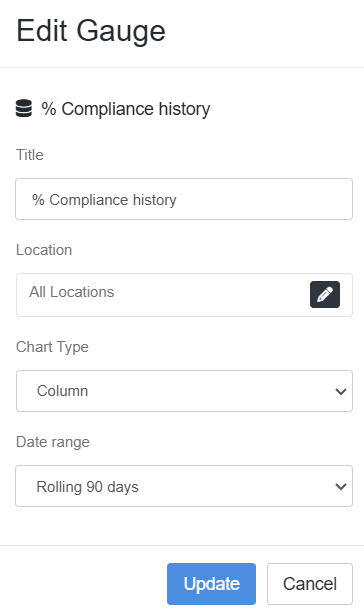 Edit Gauge
% Compliance history
Title
% Compliance history
Location
All Locations
Chart Type
Column
Date range
Rolling 90 days
Update Cancel